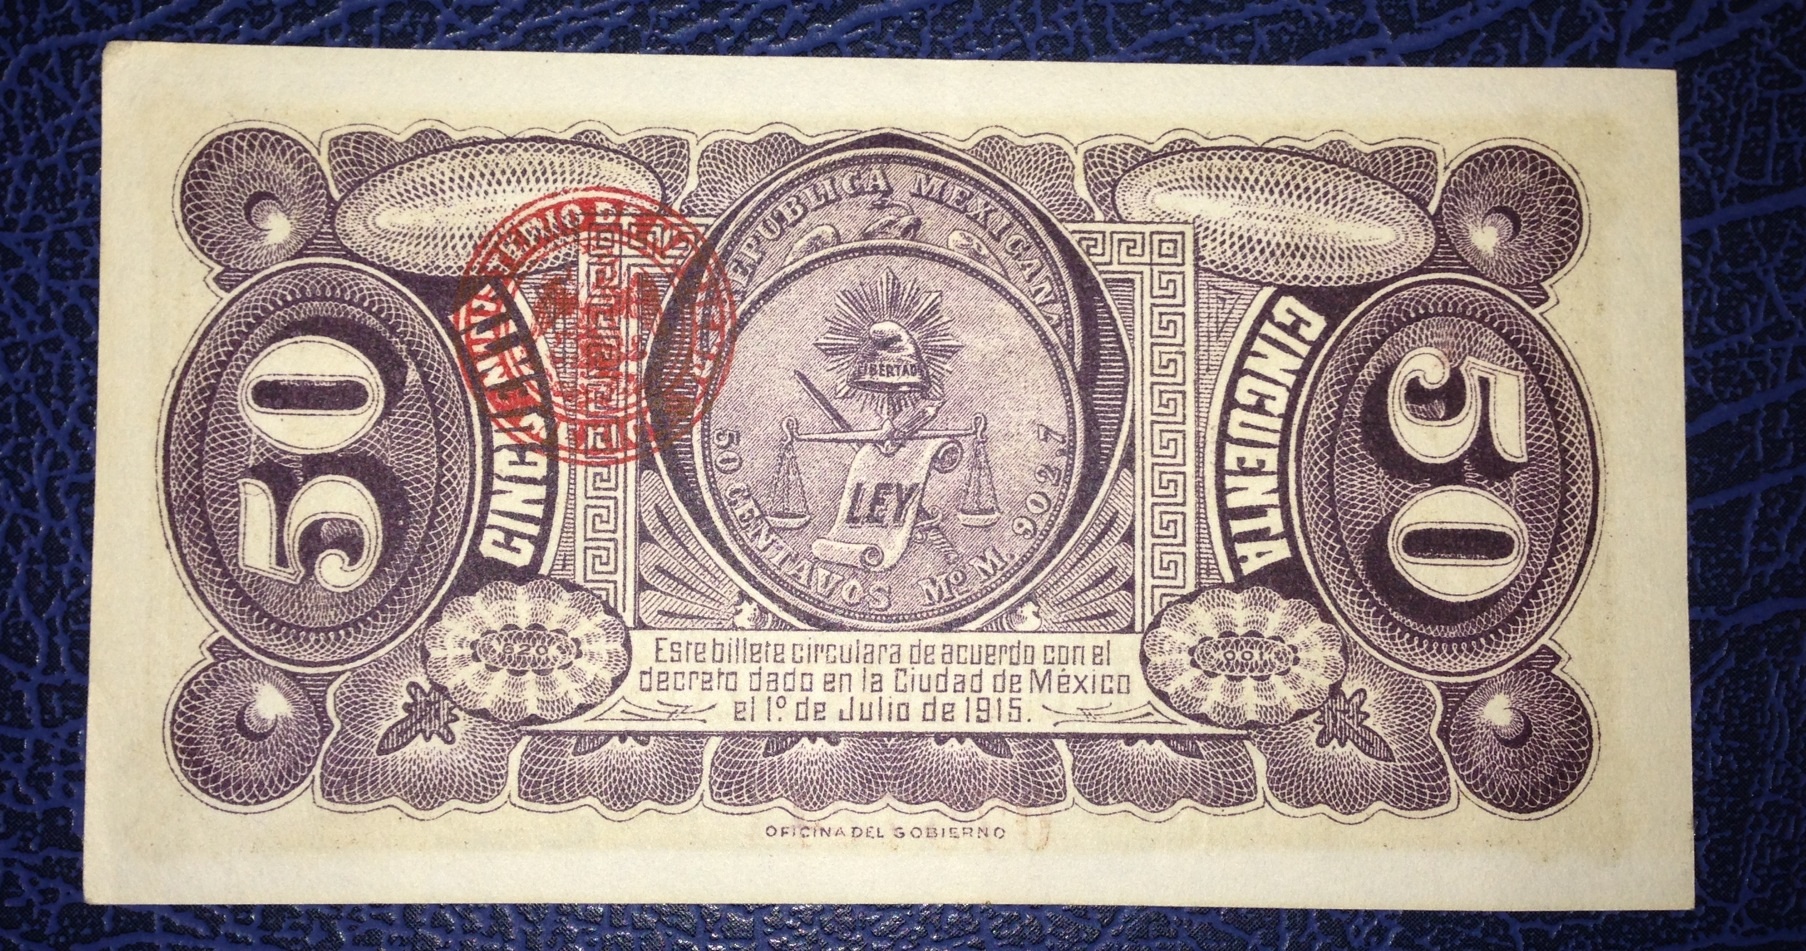 REPUBLICA MEXICANA
LIBERTAD
LEY
50 CENTAVOS Mº M. 902,7
50
CINCUENTA
CINCUENTA
50
Este billete circulara de acuerdo con el
decreto dado en la Ciudad de México
el 1º de Julio de 1915.
OFICINA DEL GOBIERNO